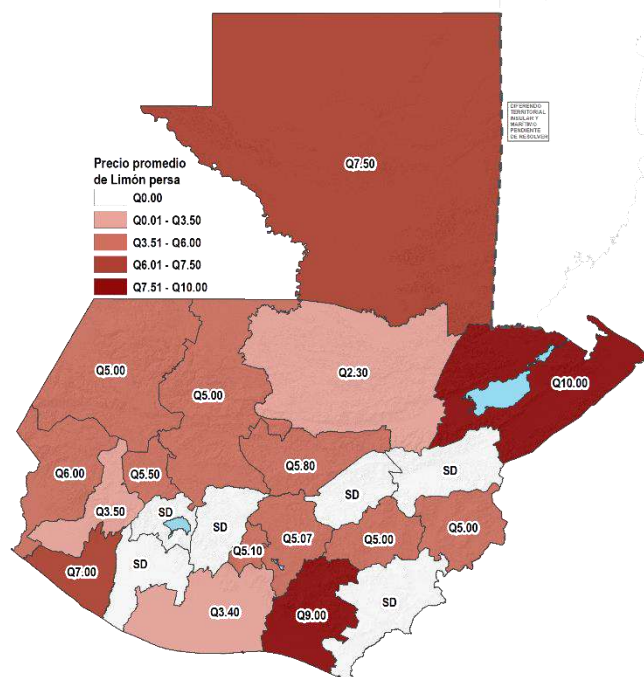 DIFERENDO
TERRITORIAL
INSULAR Y
MARÍTIMO
PENDIENTE
DE RESOLVER
Q7.50
Precio promedio
de Limón persa
Q0.00
Q0.01 - Q3.50
Q3.51 - Q6.00
Q6.01 - Q7.50
Q7.51 - Q10.00
Q5.00
Q5.00
Q2.30
Q10.00
Q6.00
Q5.50
Q5.80
Q3.50
SD
SD
SD
SD
Q5.10
Q5.07
Q5.00
Q5.00
Q7.00
SD
Q3.40
Q9.00
SD